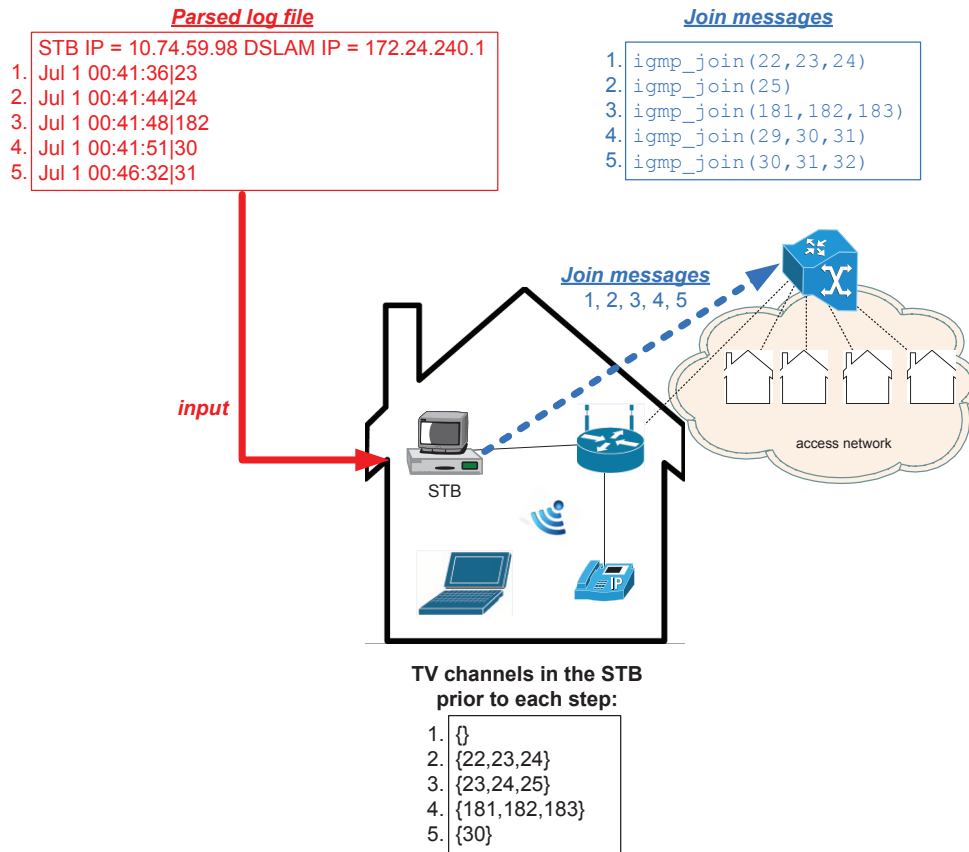 Parsed log file
STB IP = 10.74.59.98 DSLAM IP = 172.24.240.1
1. Jul 1 00:41:36|23
2. Jul 1 00:41:44|24
3. Jul 1 00:41:48|182
4. Jul 1 00:41:51|30
5. Jul 1 00:46:32|31
Join messages
1. igmp_join(22,23,24)
2. igmp_join(25)
3. igmp_join(181,182,183)
4. igmp_join(29,30,31)
5. igmp_join(30,31,32)
Join messages
1, 2, 3, 4, 5
input
STB
IP
access network
TV channels in the STB
prior to each step:
1. {}
2. {22,23,24}
3. {23,24,25}
4. {181,182,183}
5. {30}